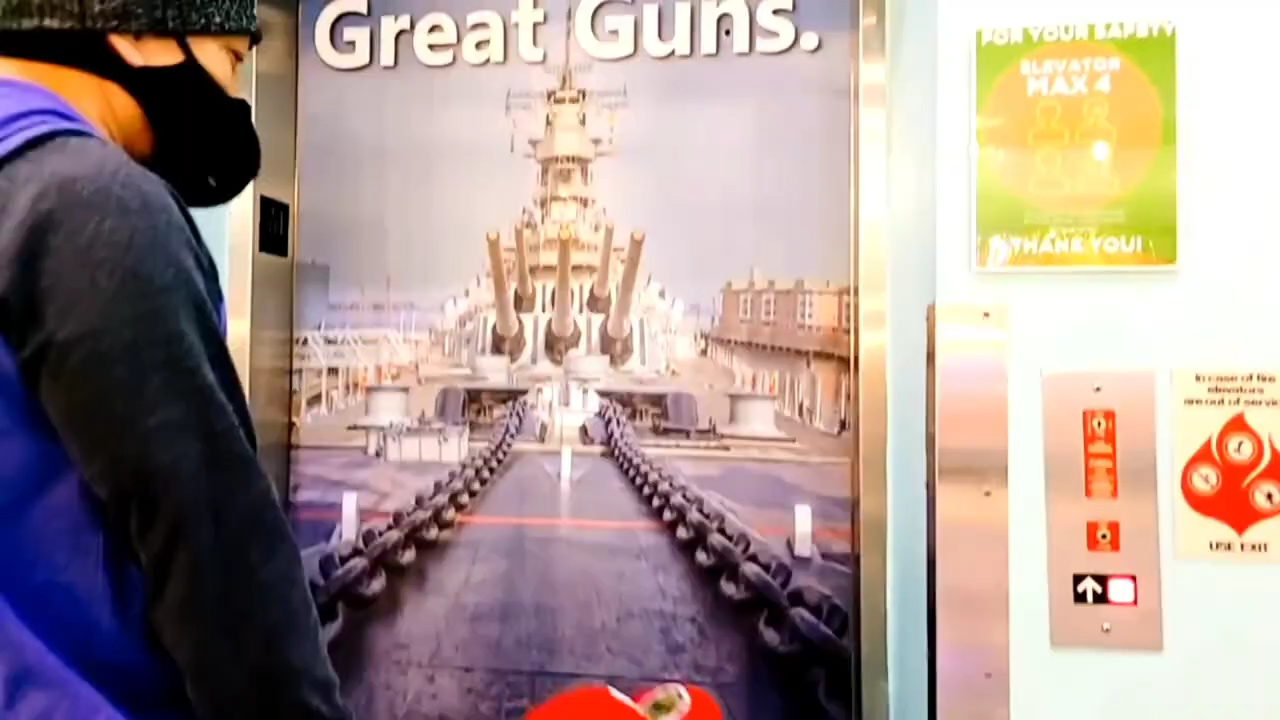 Great Guns.
FOR YOUR SAFETY
ELEVATOR
MAX 4
THANK YOU!
In case of fire
elevators
are out of service
USE EXIT